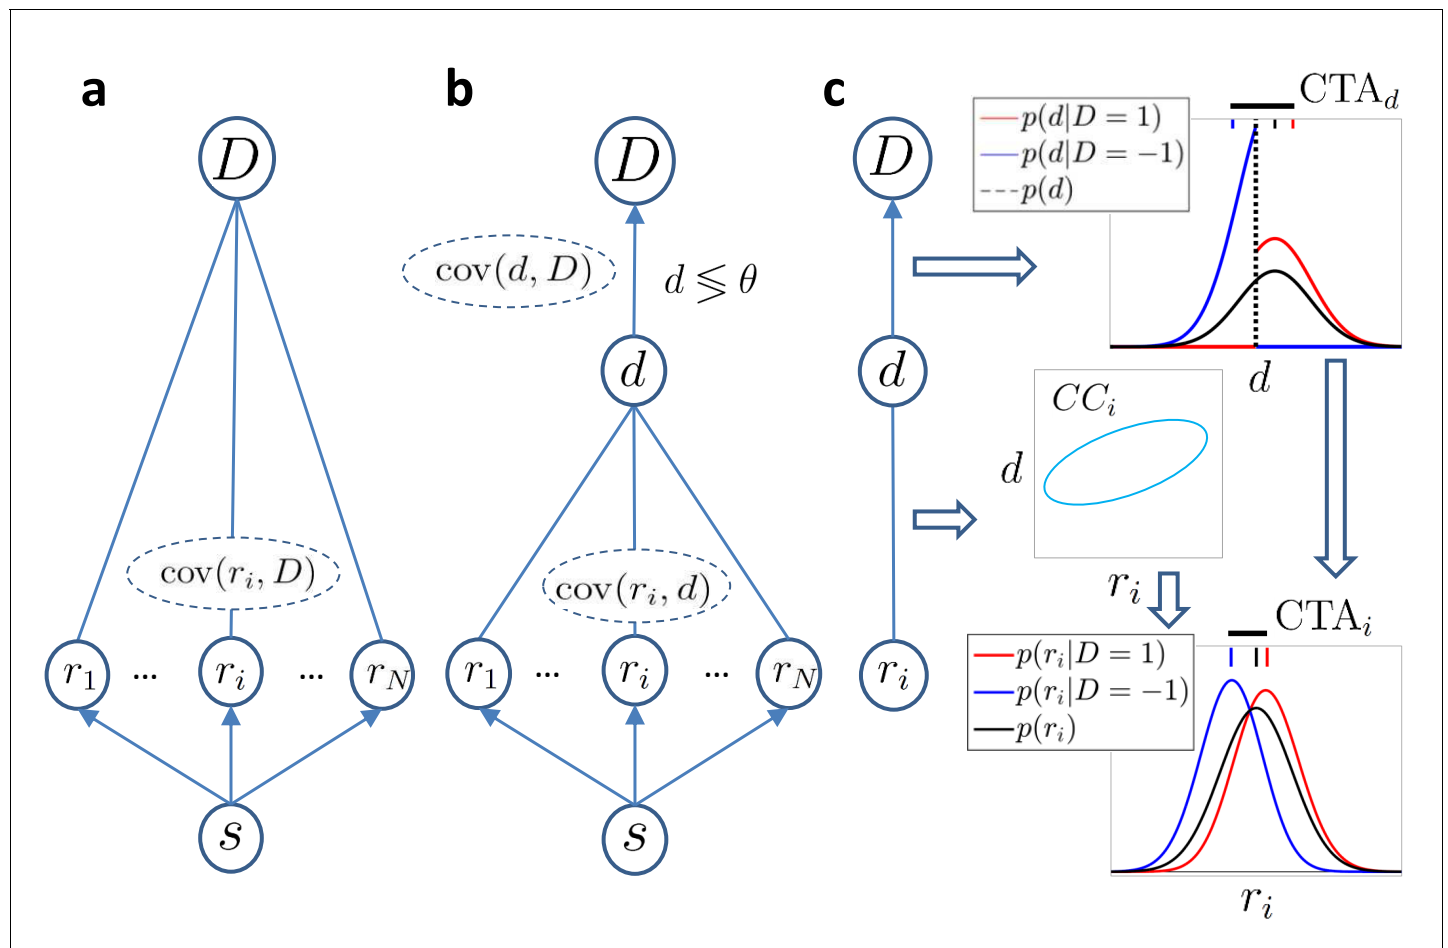 a
D
cov(r_i, D)
r_1 ... r_i ... r_N
s
b
D
cov(d, D)
d ≶ θ
d
cov(r_i, d)
r_1 ... r_i ... r_N
s
c
D
d
r_i
CTA_d
p(d|D = 1)
p(d|D = −1)
p(d)
d
CC_i
d
r_i
CTA_i
p(r_i|D = 1)
p(r_i|D = −1)
p(r_i)
r_i